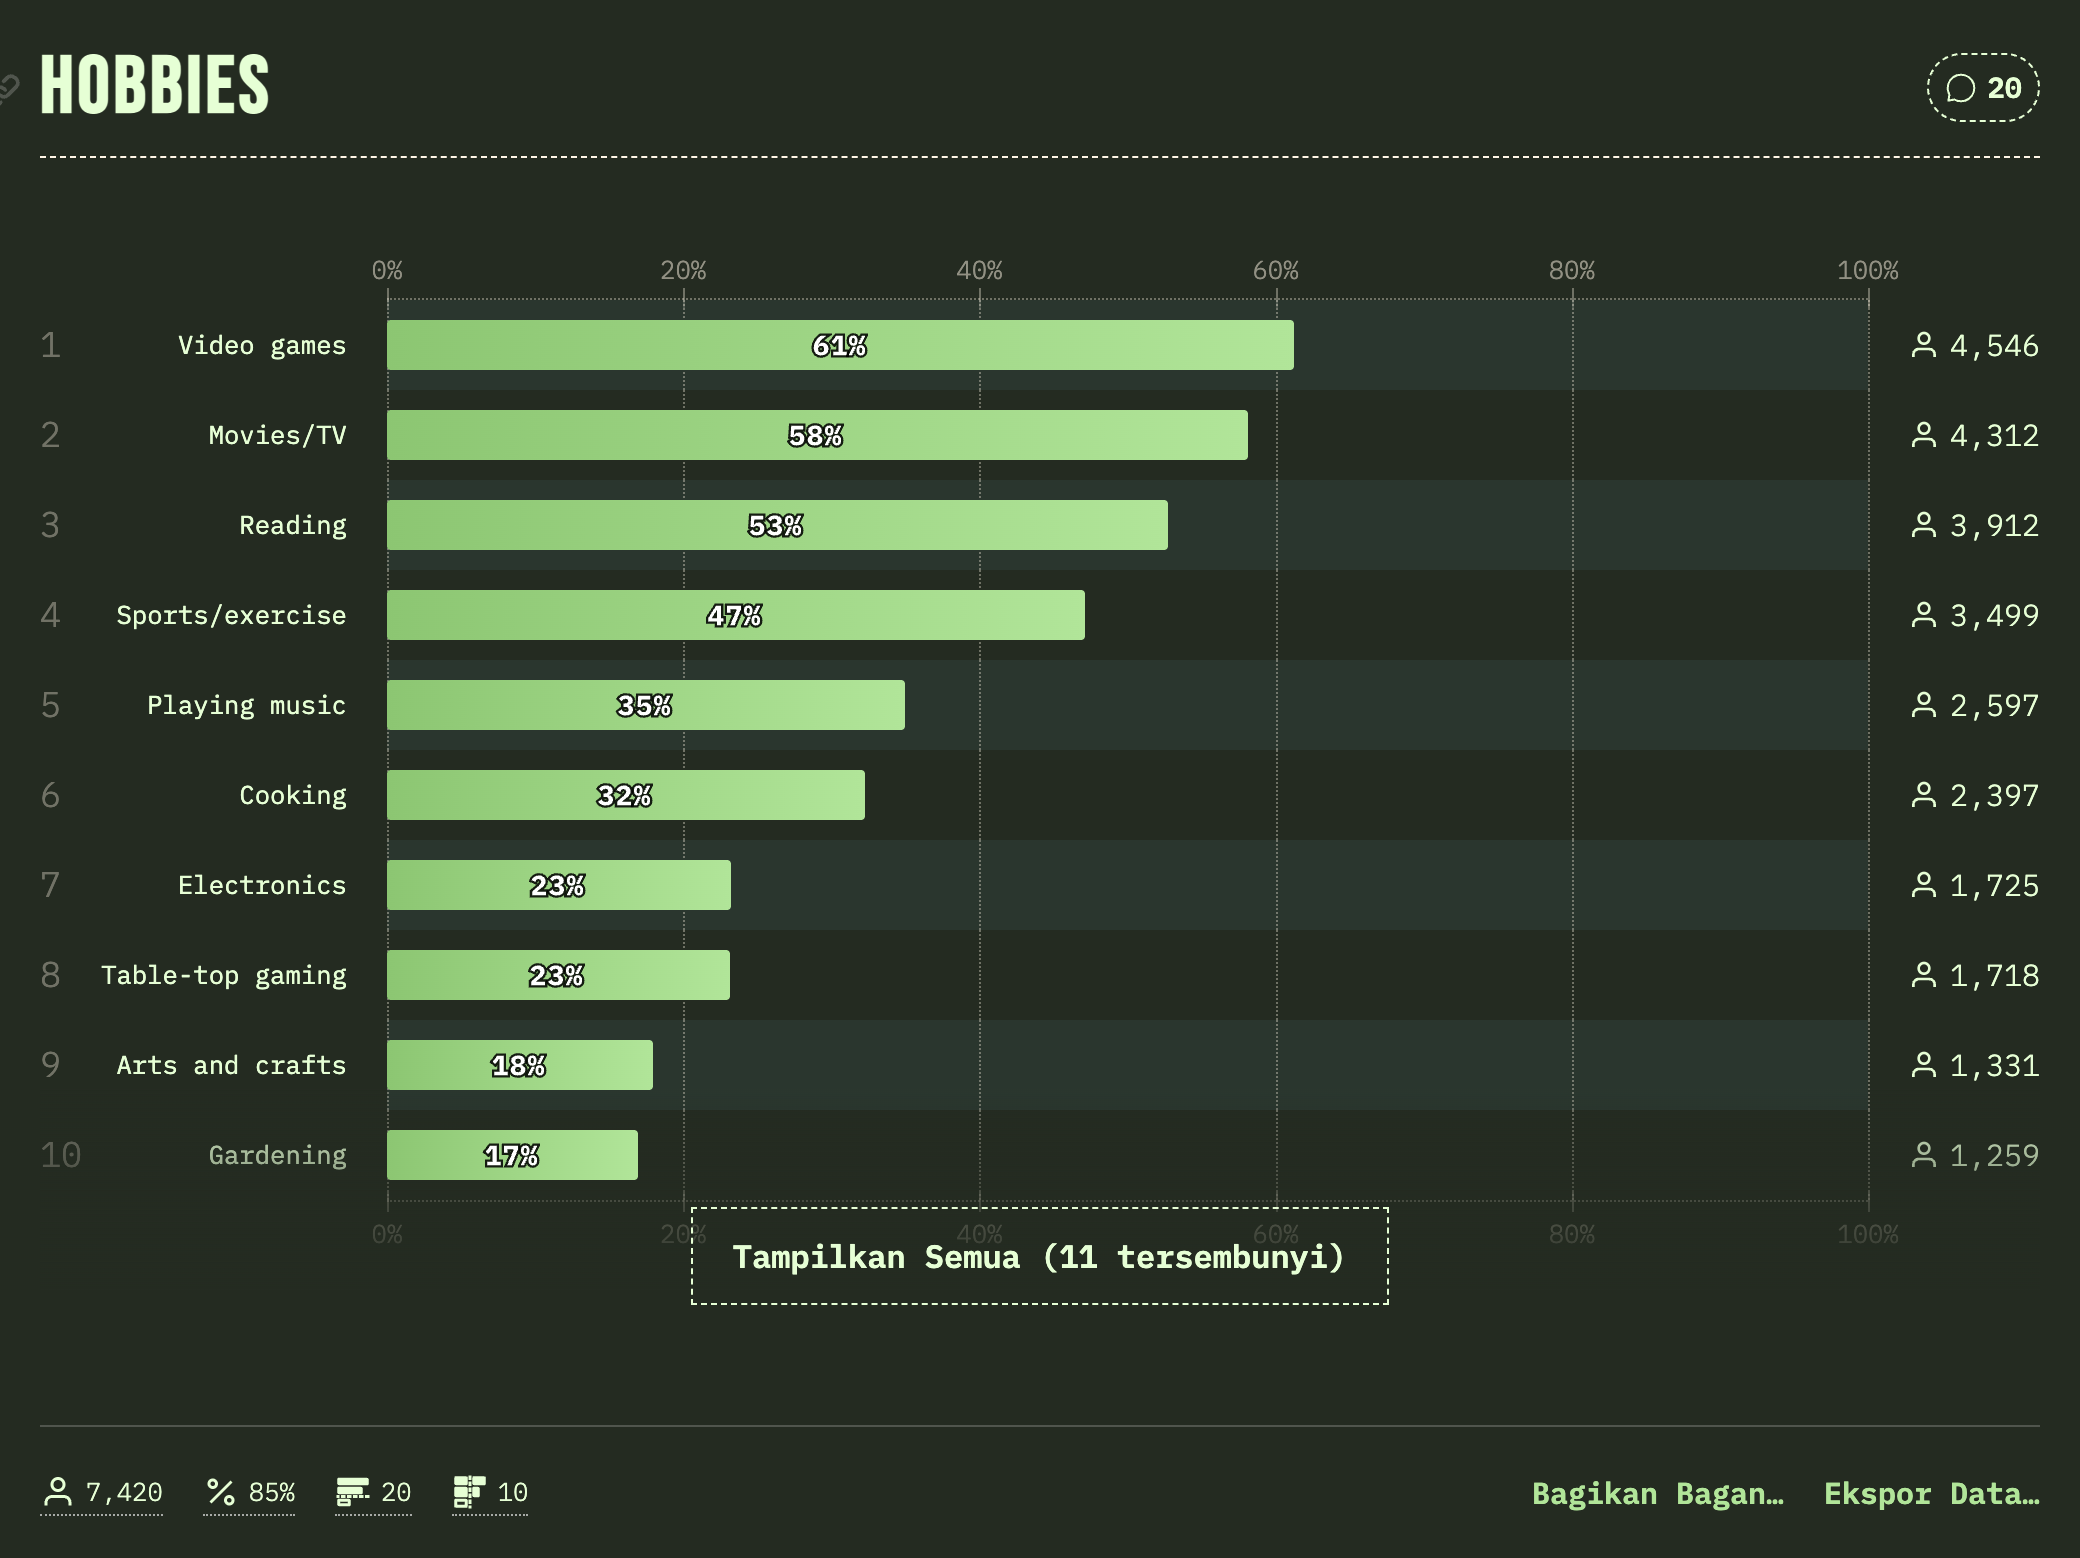 HOBBIES
20
0% 20% 40% 60% 80% 100%
1 Video games 61% 4,546
2 Movies/TV 58% 4,312
3 Reading 53% 3,912
4 Sports/exercise 47% 3,499
5 Playing music 35% 2,597
6 Cooking 32% 2,397
7 Electronics 23% 1,725
8 Table-top gaming 23% 1,718
9 Arts and crafts 18% 1,331
10 Gardening 17% 1,259
0% 20% 40% 60% 80% 100%
Tampilkan Semua (11 tersembunyi)
7,420 85% 20 10 Bagikan Bagan… Ekspor Data…